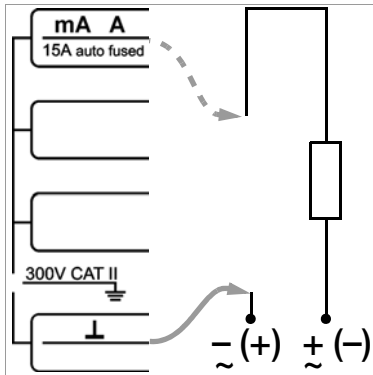 mA A
15A auto fused
300V CAT II
⊥
− (+) + (−)
~ ~